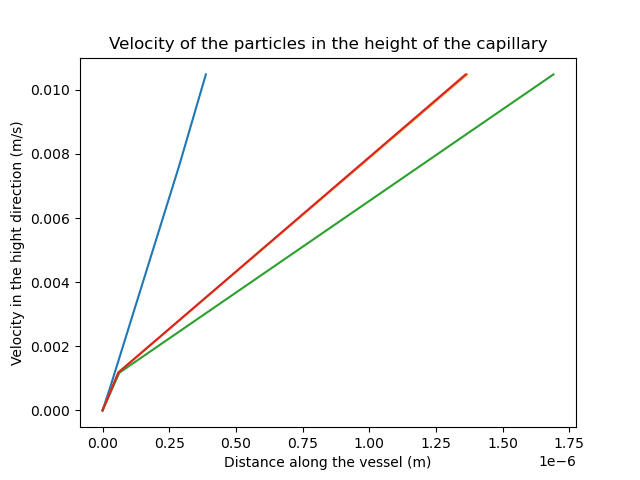 Velocity of the particles in the height of the capillary
Velocity in the hight direction (m/s)
0.010
0.008
0.006
0.004
0.002
0.000
0.00 0.25 0.50 0.75 1.00 1.25 1.50 1.75
1e−6
Distance along the vessel (m)